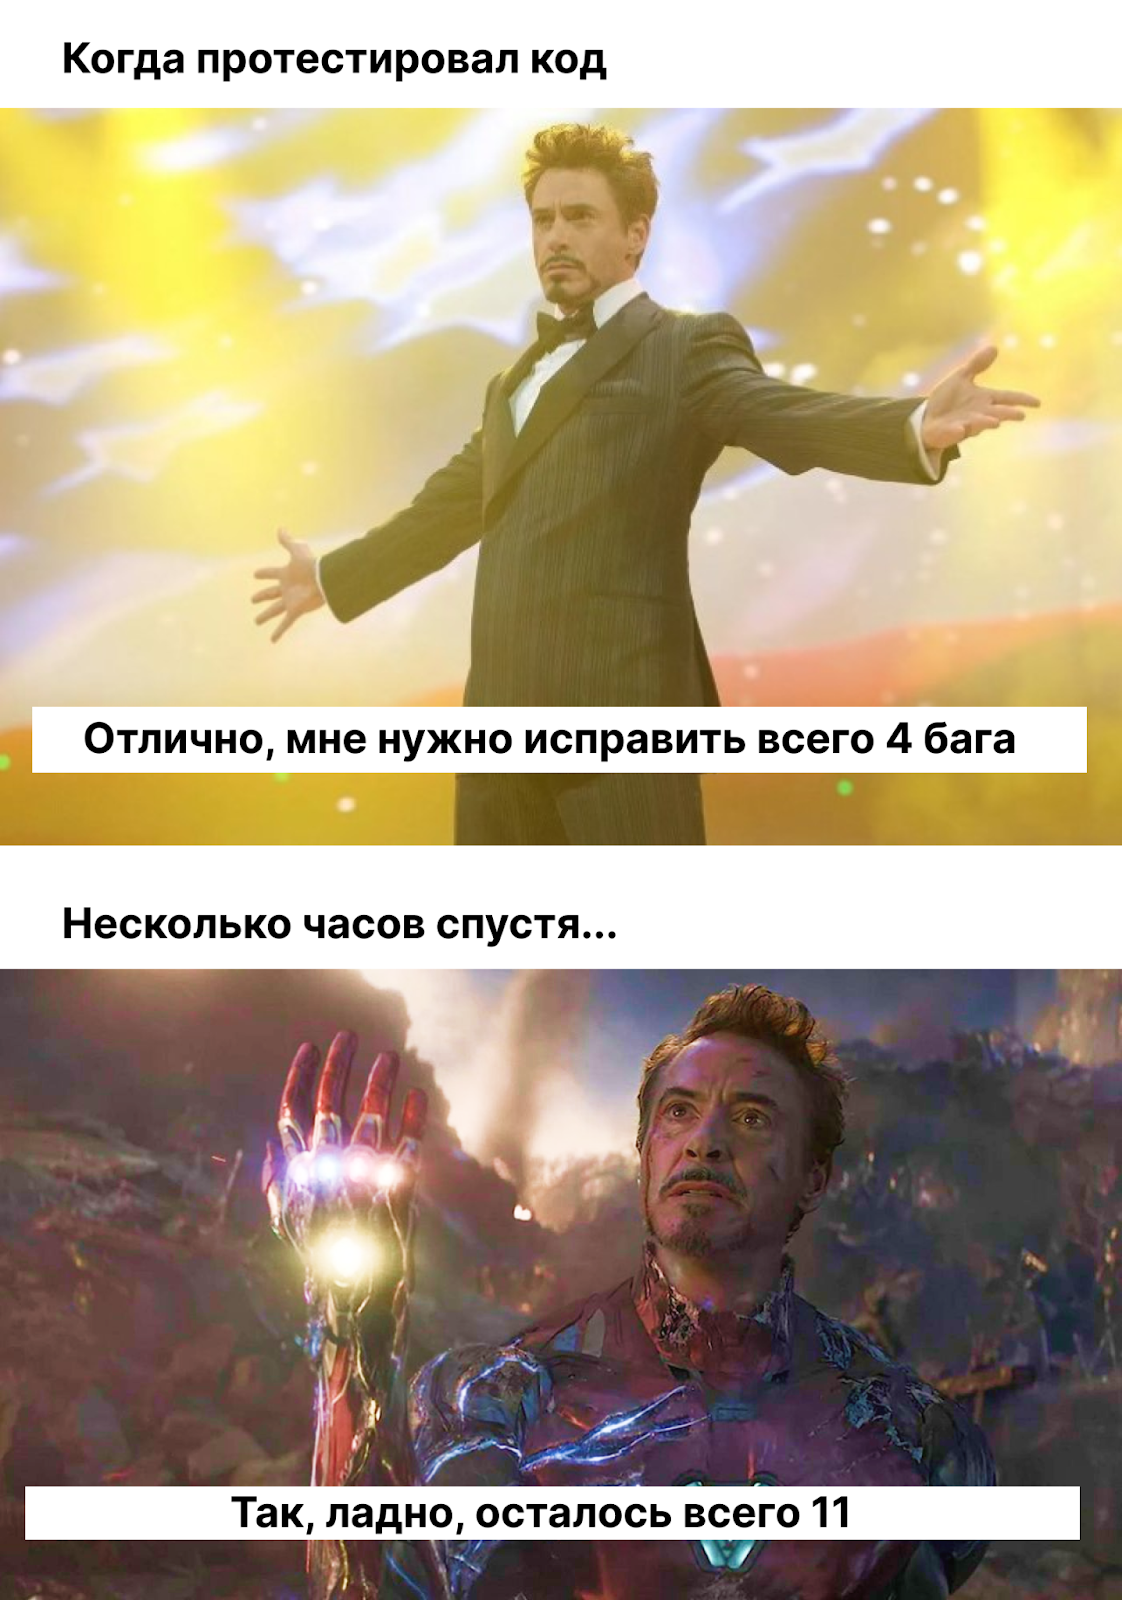 Когда протестировал код
Отлично, мне нужно исправить всего 4 бага
Несколько часов спустя...
Так, ладно, осталось всего 11